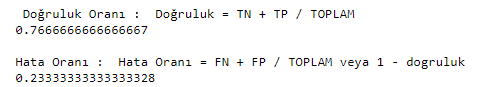 Doğruluk Oranı :  Doğruluk = TN + TP / TOPLAM
0.7666666666666667
Hata Oranı :  Hata Oranı = FN + FP / TOPLAM veya 1 - dogruluk
0.23333333333333328